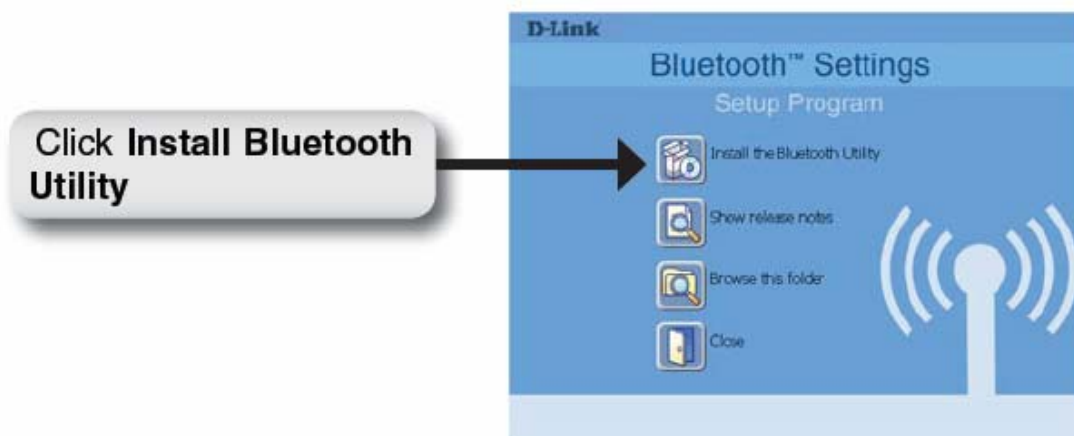 Click Install Bluetooth
Utility
D-Link
Bluetooth™ Settings
Setup Program
Install the Bluetooth Utility
Show release notes
Browse this folder
Close